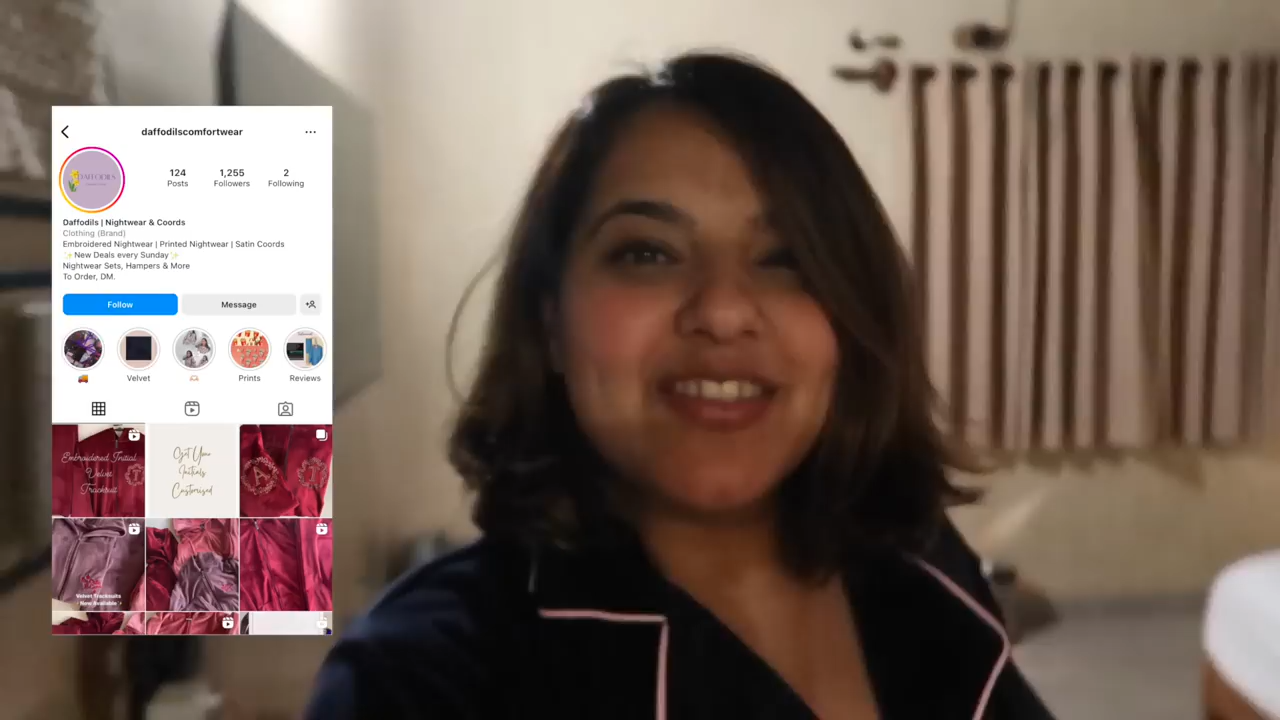 daffodilscomfortwear
DAFFODILS
124
Posts
1,255
Followers
2
Following
Daffodils | Nightwear & Coords
Clothing (Brand)
Embroidered Nightwear | Printed Nightwear | Satin Coords
✨New Deals every Sunday✨
Nightwear Sets, Hampers & More
To Order, DM.
Follow
Message
Velvet
Prints
Reviews
Embroidered Initial
Velvet
Tracksuit
Get Your
Initials
Customised
A
Velvet Tracksuits
Now Available